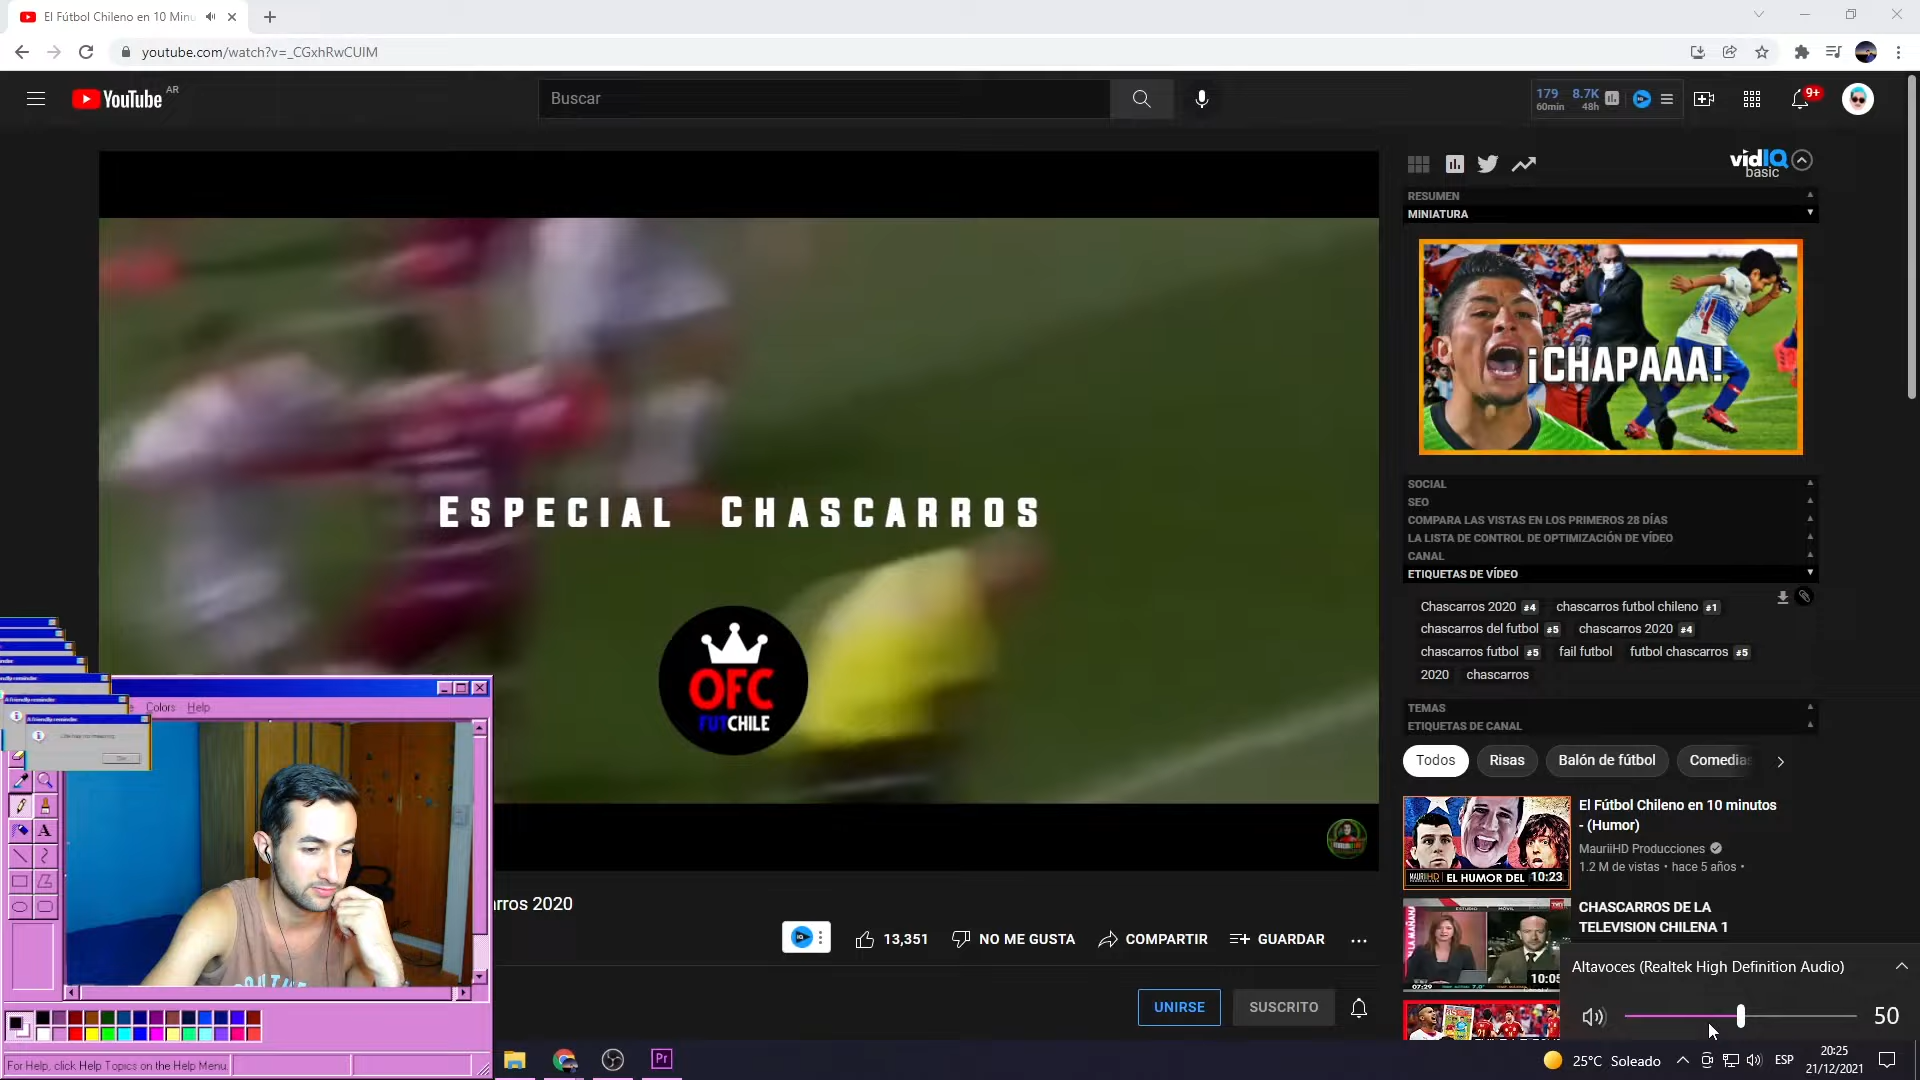 El Fútbol Chileno en 10 Minu
youtube.com/watch?v=_CGxhRwCUlM
YouTube AR
Buscar
179 8.7K
60min 48h
9+
vidIQ
basic
RESUMEN
MINIATURA
¡CHAPAAA!
ESPECIAL CHASCARROS
OFC
FUTCHILE
SOCIAL
SEO
COMPARA LAS VISTAS EN LOS PRIMEROS 28 DÍAS
LA LISTA DE CONTROL DE OPTIMIZACIÓN DE VÍDEO
CANAL
ETIQUETAS DE VÍDEO
Chascarros 2020 #4 chascarros futbol chileno #1
chascarros del futbol #5 chascarros 2020 #4
chascarros futbol #5 fail futbol futbol chascarros #5
2020 chascarros
TEMAS
ETIQUETAS DE CANAL
Todos Risas Balón de fútbol Comedias
El Fútbol Chileno en 10 minutos
- (Humor)
MauriiHD Producciones
1.2 M de vistas • hace 5 años •
EL HUMOR DEL 10:23
CHASCARROS DE LA
TELEVISION CHILENA 1
10:05
07:29
arros 2020
13,351 NO ME GUSTA COMPARTIR GUARDAR
UNIRSE SUSCRITO
A friendly reminder
Colors Help
A
For Help, click Help Topics on the Help Menu.
Altavoces (Realtek High Definition Audio)
50
Pr
25°C Soleado ESP 20:25
21/12/2021